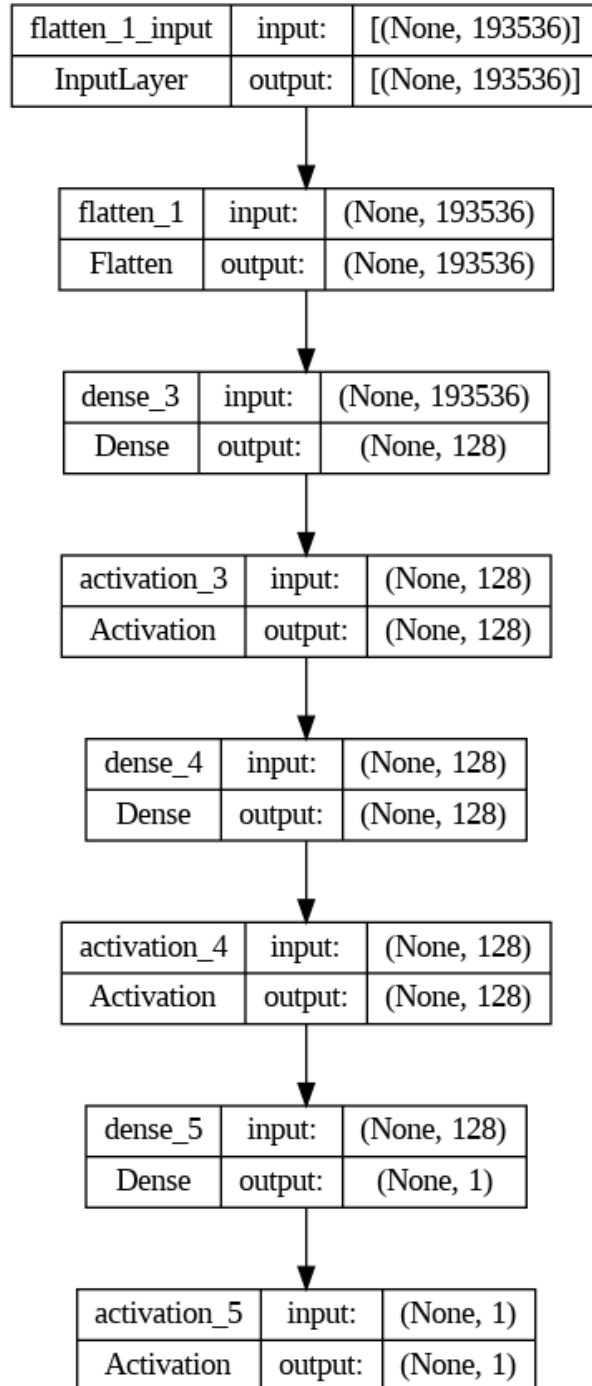 flatten_1_input input: [(None, 193536)]
InputLayer output: [(None, 193536)]
flatten_1 input: (None, 193536)
Flatten output: (None, 193536)
dense_3 input: (None, 193536)
Dense output: (None, 128)
activation_3 input: (None, 128)
Activation output: (None, 128)
dense_4 input: (None, 128)
Dense output: (None, 128)
activation_4 input: (None, 128)
Activation output: (None, 128)
dense_5 input: (None, 128)
Dense output: (None, 1)
activation_5 input: (None, 1)
Activation output: (None, 1)